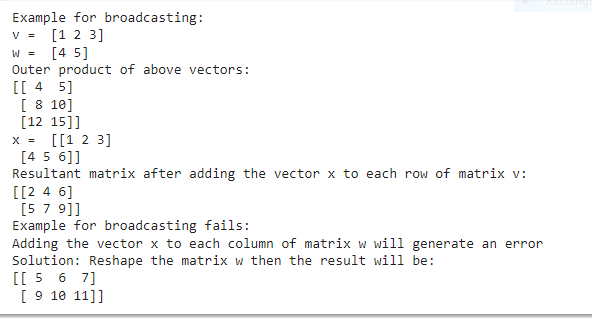 Example for broadcasting:
v =  [1 2 3]
w =  [4 5]
Outer product of above vectors:
[[ 4  5]
 [ 8 10]
 [12 15]]
x =  [[1 2 3]
 [4 5 6]]
Resultant matrix after adding the vector x to each row of matrix v:
[[2 4 6]
 [5 7 9]]
Example for broadcasting fails:
Adding the vector x to each column of matrix w will generate an error
Solution: Reshape the matrix w then the result will be:
[[ 5  6  7]
 [ 9 10 11]]